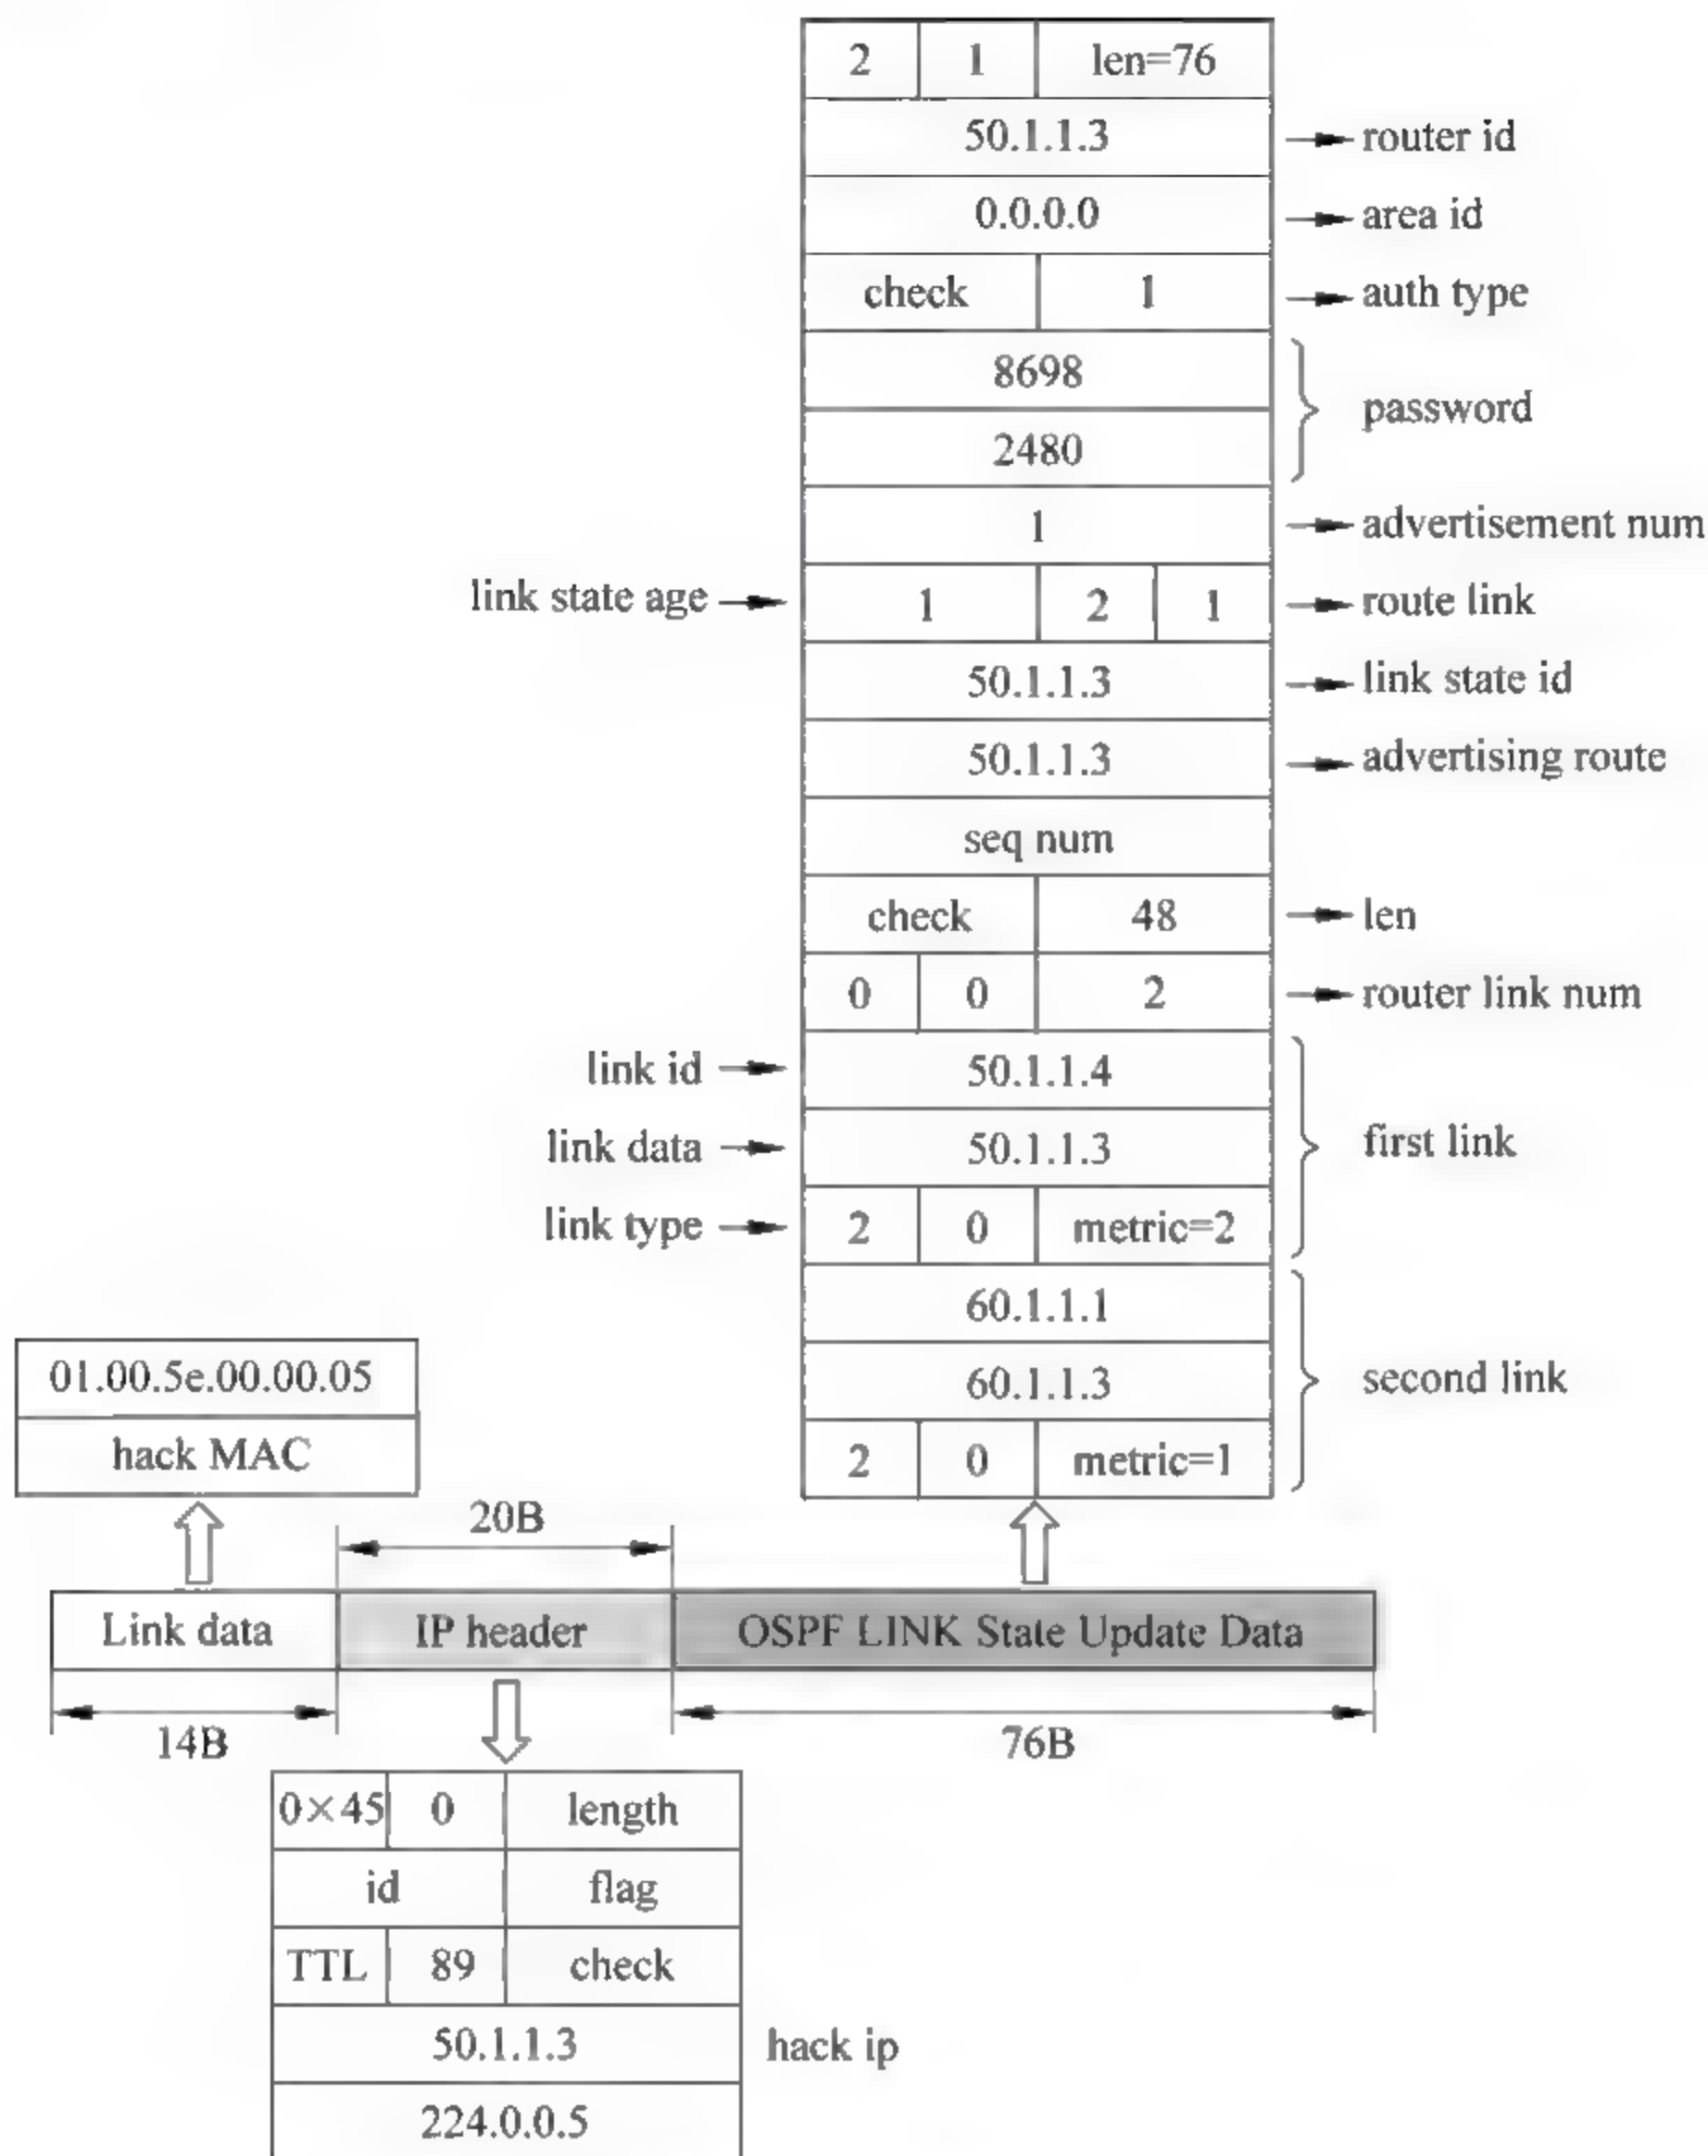 2 1 len=76
50.1.1.3 router id
0.0.0.0 area id
check 1 auth type
8698
password
2480
1 advertisement num
link state age 1 2 1 route link
50.1.1.3 link state id
50.1.1.3 advertising route
seq num
check 48 len
0 0 2 router link num
link id 50.1.1.4
link data 50.1.1.3 first link
link type 2 0 metric=2
60.1.1.1
01.00.5e.00.00.05 60.1.1.3 second link
hack MAC 2 0 metric=1
20B
Link data IP header OSPF LINK State Update Data
14B 76B
0×45 0 length
id flag
TTL 89 check
50.1.1.3 hack ip
224.0.0.5